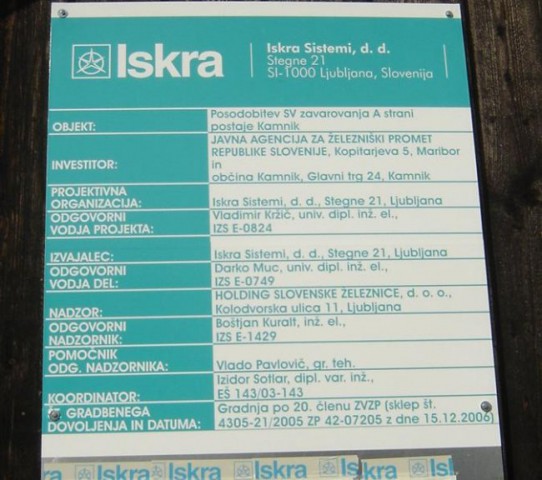 Iskra
Iskra Sistemi, d. d.
Stegne 21
SI-1000 Ljubljana, Slovenija
OBJEKT:
Posodobitev SV zavarovanja A strani
postaje Kamnik
INVESTITOR:
JAVNA AGENCIJA ZA ŽELEZNIŠKI PROMET
REPUBLIKE SLOVENIJE, Kopitarjeva 5, Maribor
in
občina Kamnik, Glavni trg 24, Kamnik
PROJEKTIVNA
ORGANIZACIJA:
Iskra Sistemi, d. d., Stegne 21, Ljubljana
ODGOVORNI
VODJA PROJEKTA:
Vladimir Kržič, univ. dipl. inž. el.,
IZS E-0824
IZVAJALEC:
Iskra Sistemi, d. d., Stegne 21, Ljubljana
ODGOVORNI
VODJA DEL:
Darko Muc, univ. dipl. inž. el.,
IZS E-0749
NADZOR:
HOLDING SLOVENSKE ŽELEZNICE, d. o. o.,
Kolodvorska ulica 11, Ljubljana
ODGOVORNI
NADZORNIK:
Boštjan Kuralt, inž. el.,
IZS E-1429
POMOČNIK
ODG. NADZORNIKA:
Vlado Pavlovič, gr. teh.
KOORDINATOR:
Izidor Sotlar, dipl. var. inž.,
EŠ 143/03-143
ŠT. GRADBENEGA
DOVOLJENJA IN DATUMA:
Gradnja po 20. členu ZVZP (sklep št.
4305-21/2005 ZP 42-07205 z dne 15.12.2006)
ra Iskra Iskra Is kra Isl